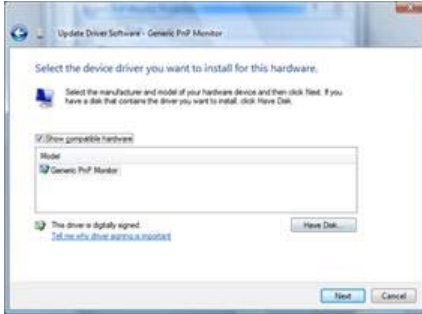 Update Driver Software - Generic PnP Monitor
Select the device driver you want to install for this hardware.
Select the manufacturer and model of your hardware device and then click Next. If you
have a disk that contains the driver you want to install, click Have Disk.
Show compatible hardware
Model
Generic PnP Monitor
This driver is digitally signed.
Have Disk...
Tell me why driver signing is important
Next
Cancel